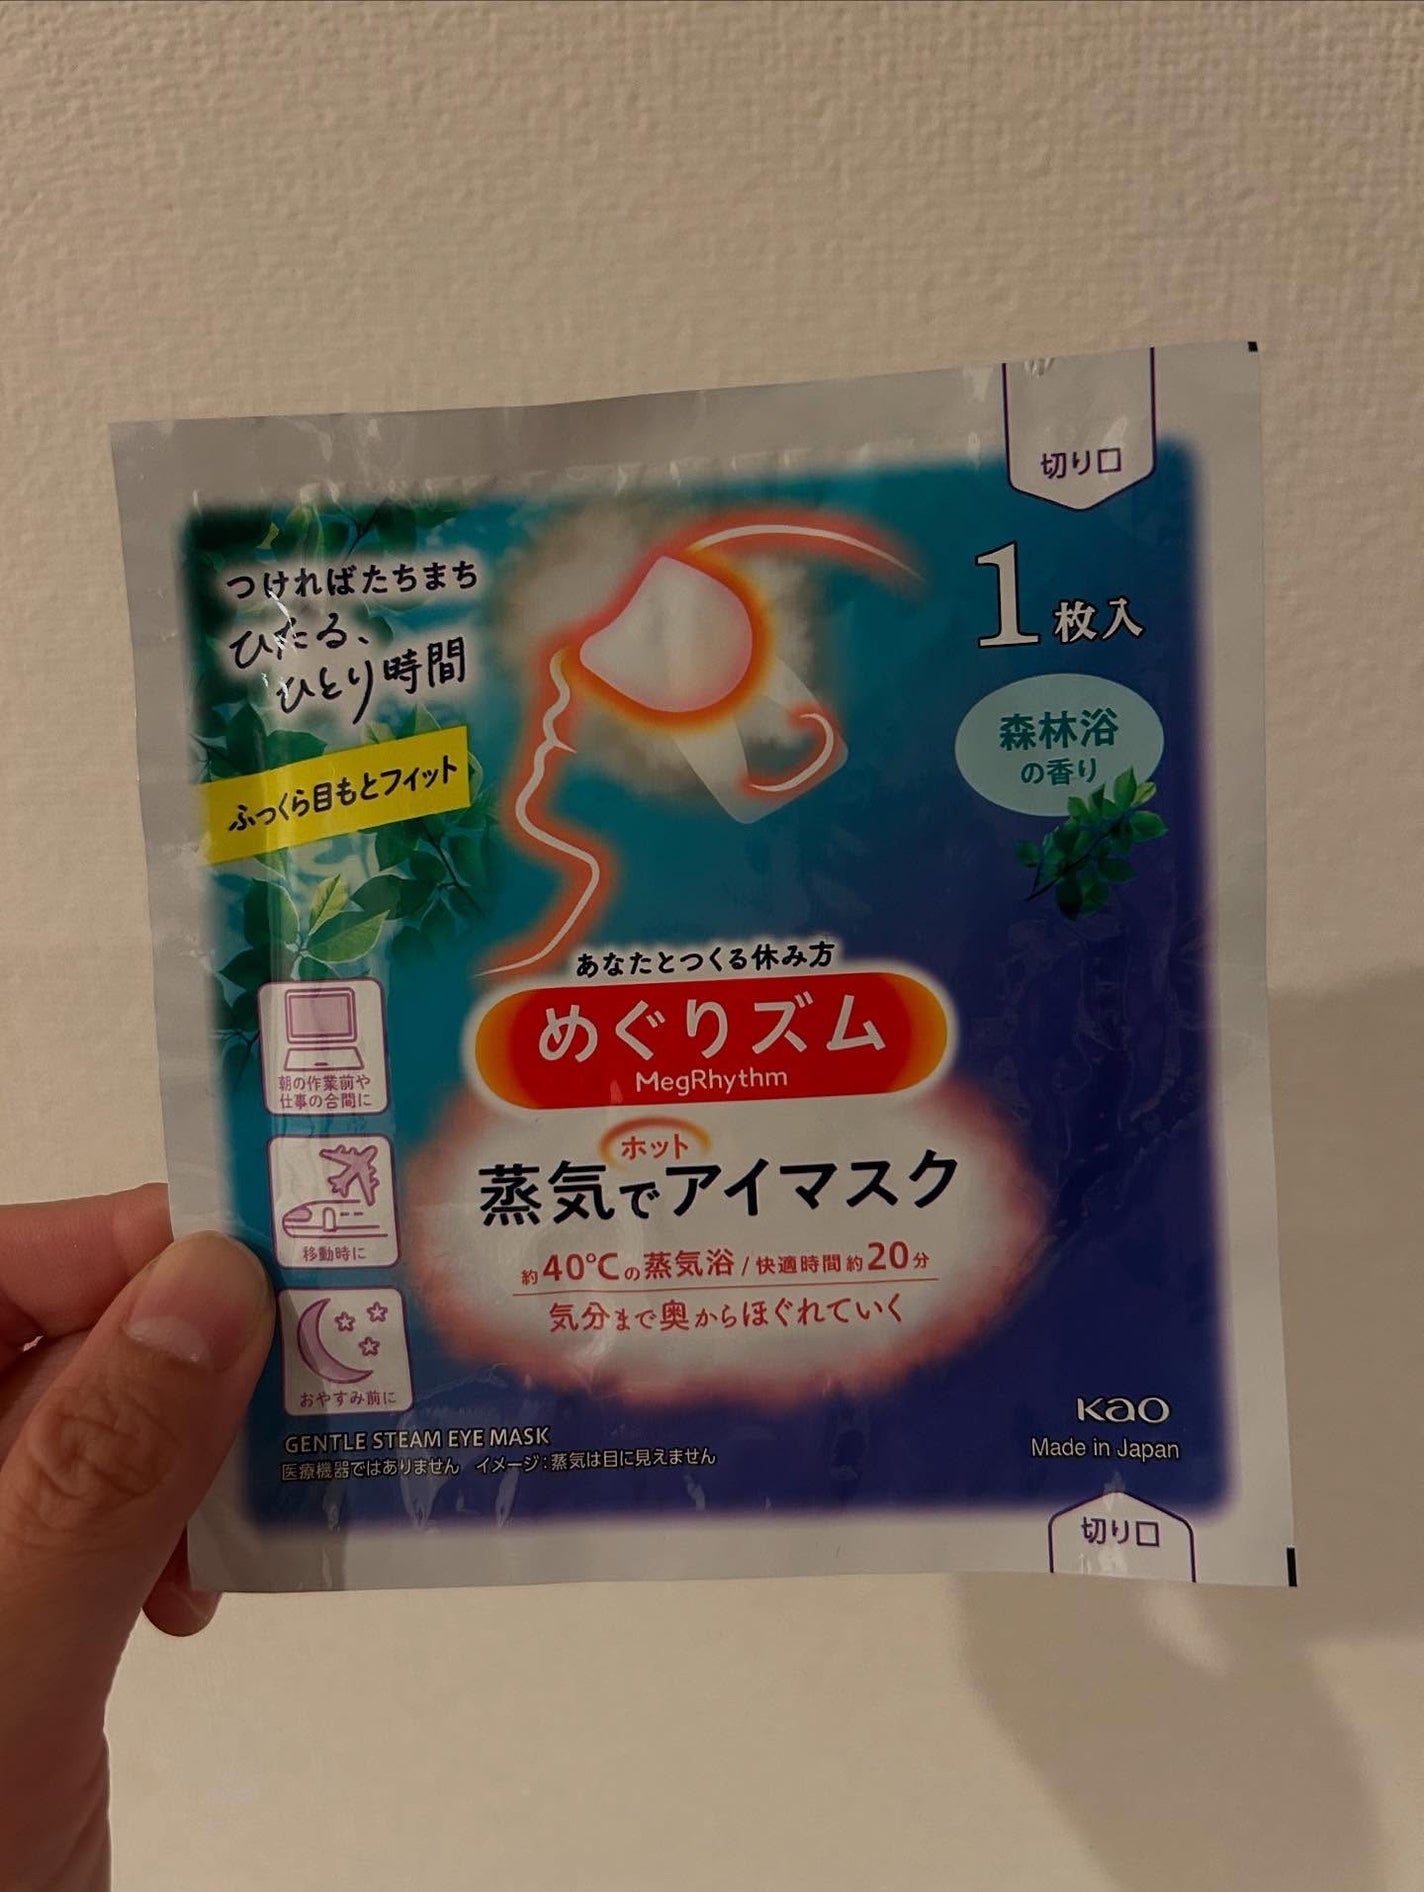 切り口
つければたちまち
ひたる、
ひとり時間
ふっくら目もとフィット
1枚入
森林浴
の香り
あなたとつくる休み方
めぐりズム
MegRhythm
ホット
蒸気でアイマスク
約40℃の蒸気浴/快適時間約20分
気分まで奥からほぐれていく
朝の作業前や
仕事の合間に
移動時に
おやすみ前に
GENTLE STEAM EYE MASK
医療機器ではありません イメージ:蒸気は目に見えません
Kao
Made in Japan
切り口